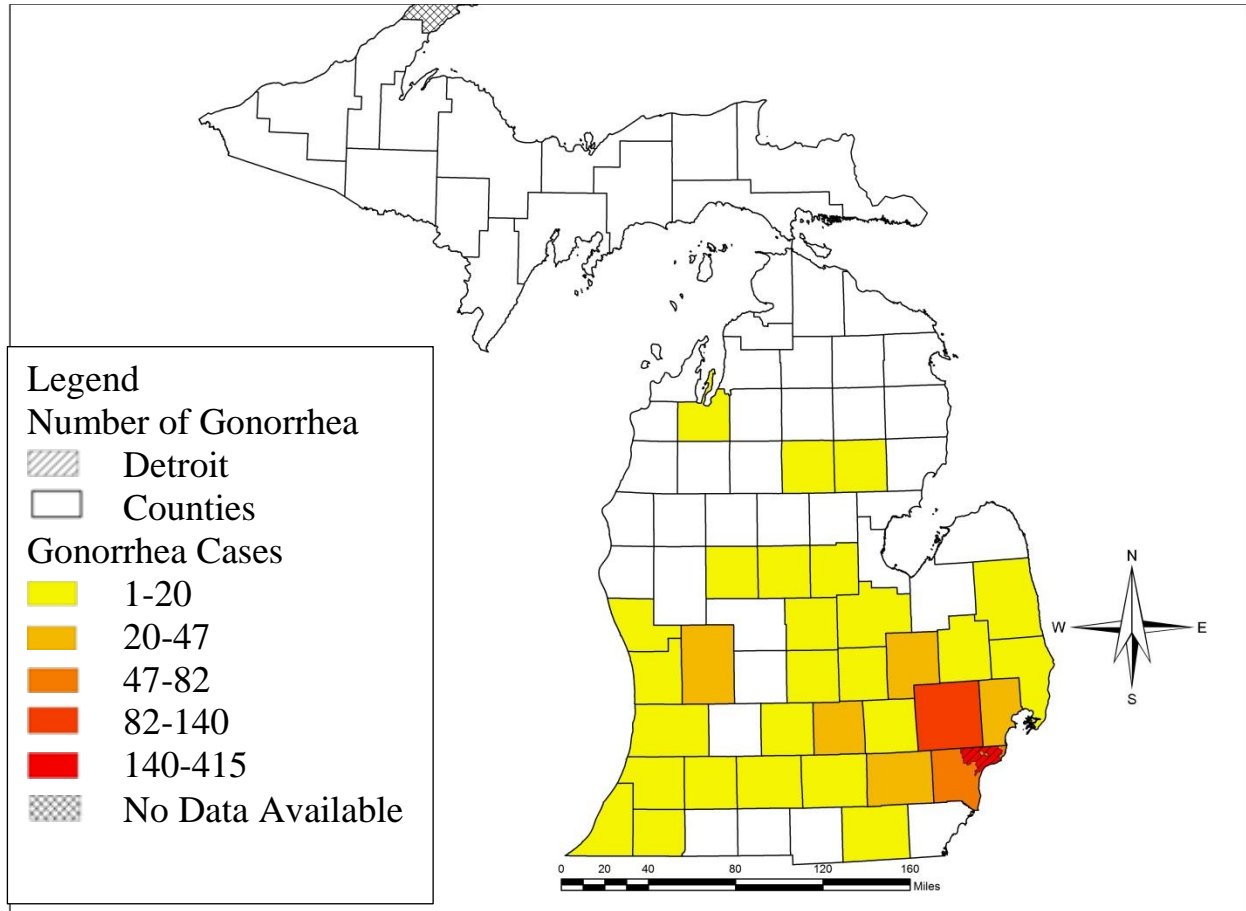 Legend
Number of Gonorrhea
Detroit
Counties
Gonorrhea Cases
1-20
20-47
47-82
82-140
140-415
No Data Available
N
W E
S
0 20 40 80 120 160
Miles